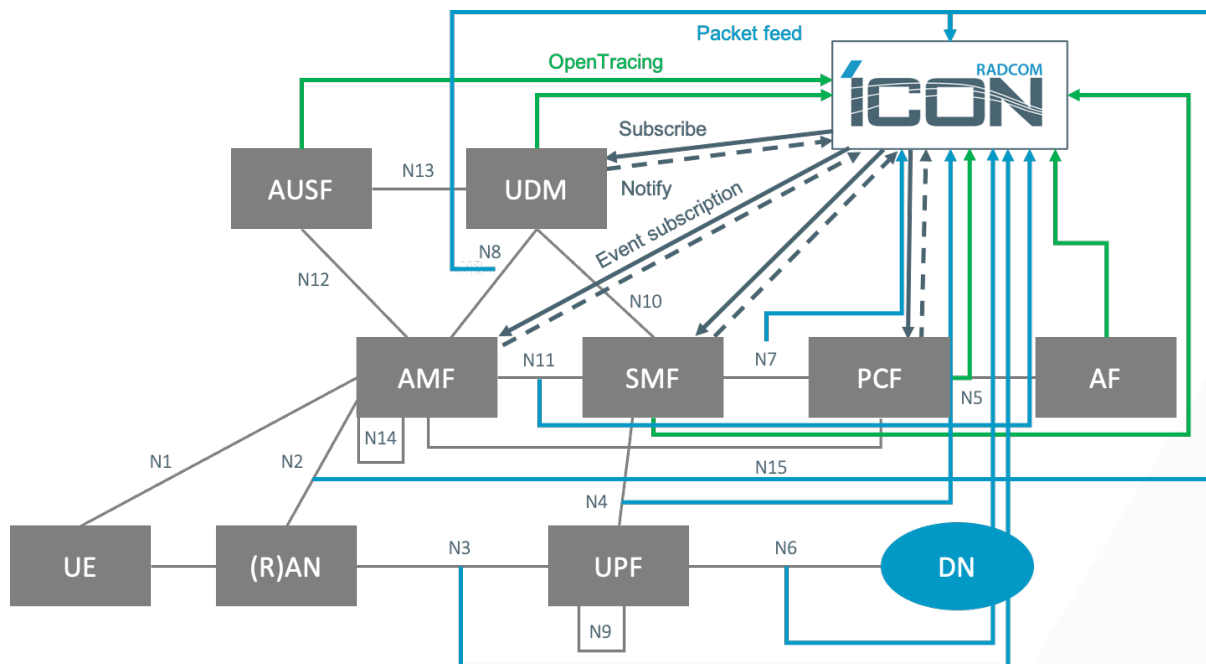 Packet feed
OpenTracing
RADCOM
ICON
Subscribe
AUSF
N13
UDM
Notify
Event subscription
N8
N12
N10
N7
N11
AMF
SMF
PCF
AF
N5
N14
N1
N2
N15
N4
N3
N6
UE
(R)AN
UPF
DN
N9